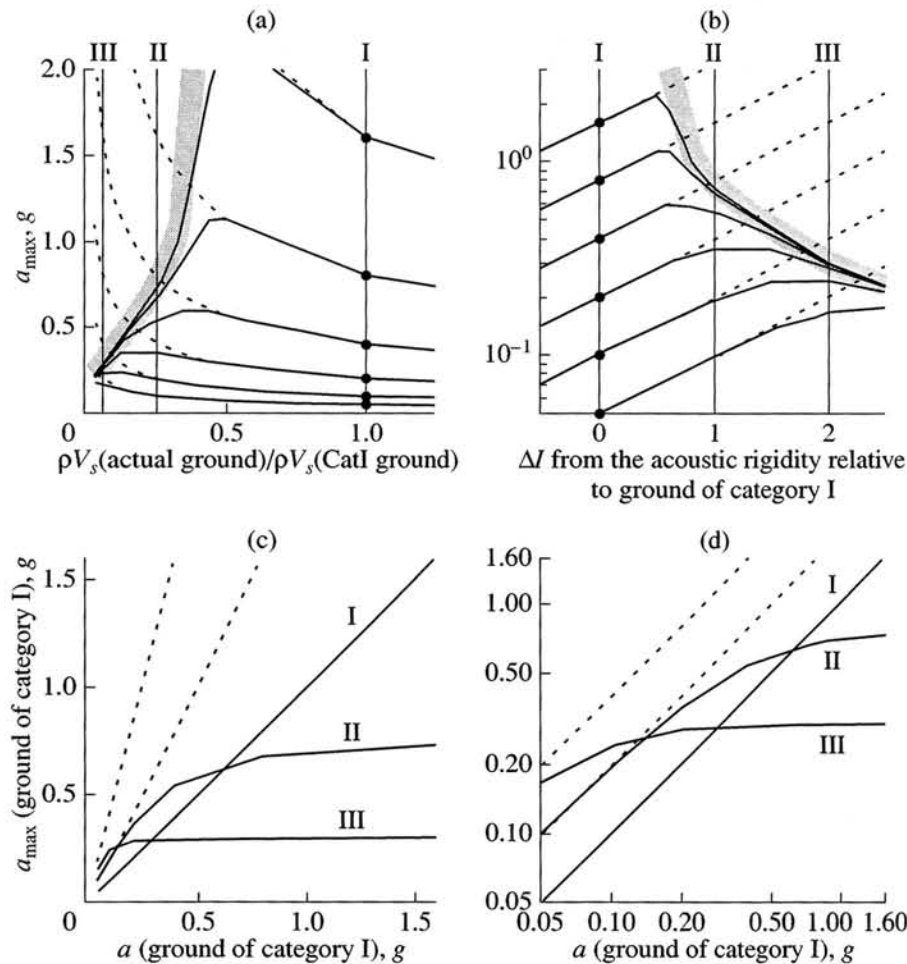 (a)
III II I
2.0
1.5
1.0
0.5
0 0.5 1.0
a_max, g
ρV_s(actual ground)/ρV_s(CatI ground)
(b)
I II III
10⁰
10⁻¹
0 1 2
ΔI from the acoustic rigidity relative
to ground of category I
(c)
1.5
1.0
0.5
0 0.5 1.0 1.5
I
II
III
a_max (ground of category I), g
a (ground of category I), g
(d)
1.60
1.00
0.50
0.20
0.10
0.05
0.05 0.10 0.20 0.50 1.00 1.60
I
II
III
a (ground of category I), g